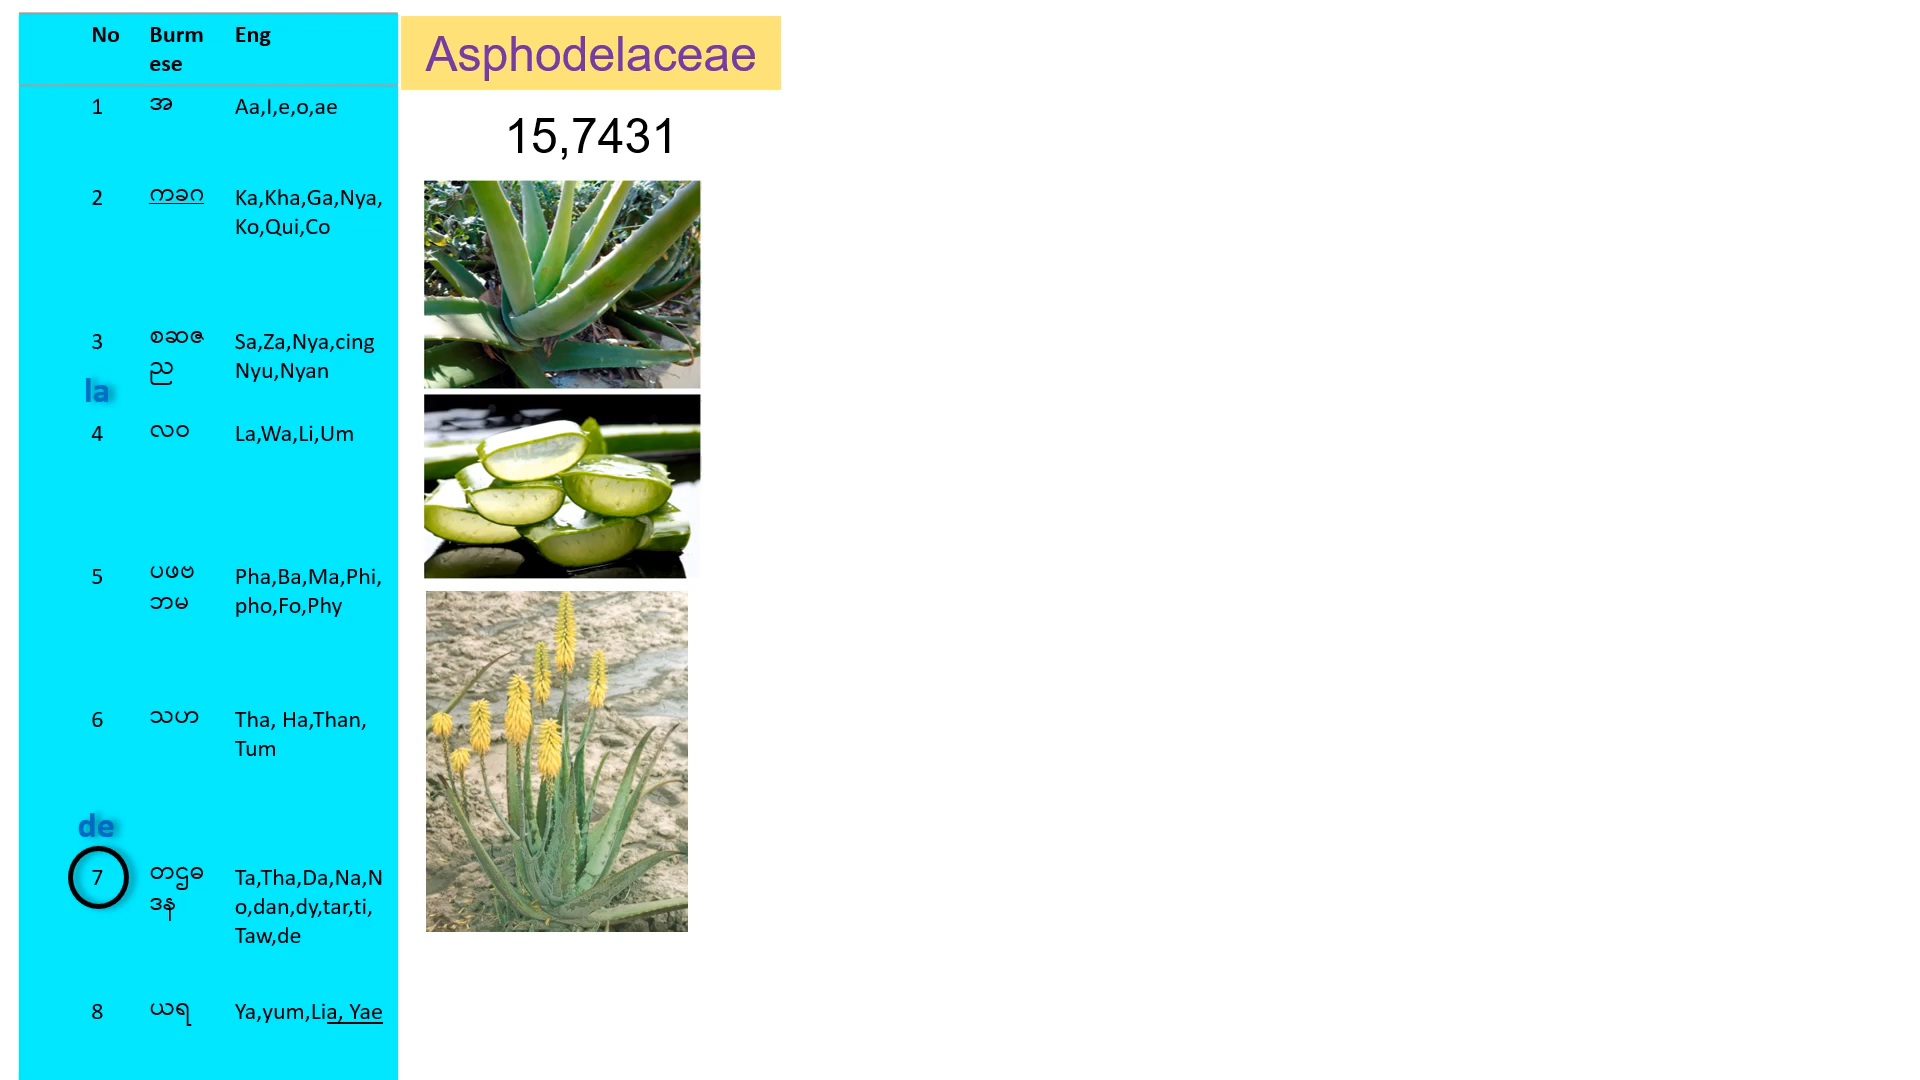 No Burm Eng
ese
1 အ Aa,I,e,o,ae
2 ကခဂ Ka,Kha,Ga,Nya,
Ko,Qui,Co
3 စဆဇ Sa,Za,Nya,cing
ည Nyu,Nyan
la
4 လဝ La,Wa,Li,Um
5 ပဖဗ Pha,Ba,Ma,Phi,
ဘမ pho,Fo,Phy
6 သဟ Tha, Ha,Than,
Tum
de
7 တဌဓ Ta,Tha,Da,Na,N
ဒန o,dan,dy,tar,ti,
Taw,de
8 ယရ Ya,yum,Lia, Yae
Asphodelaceae
15,7431